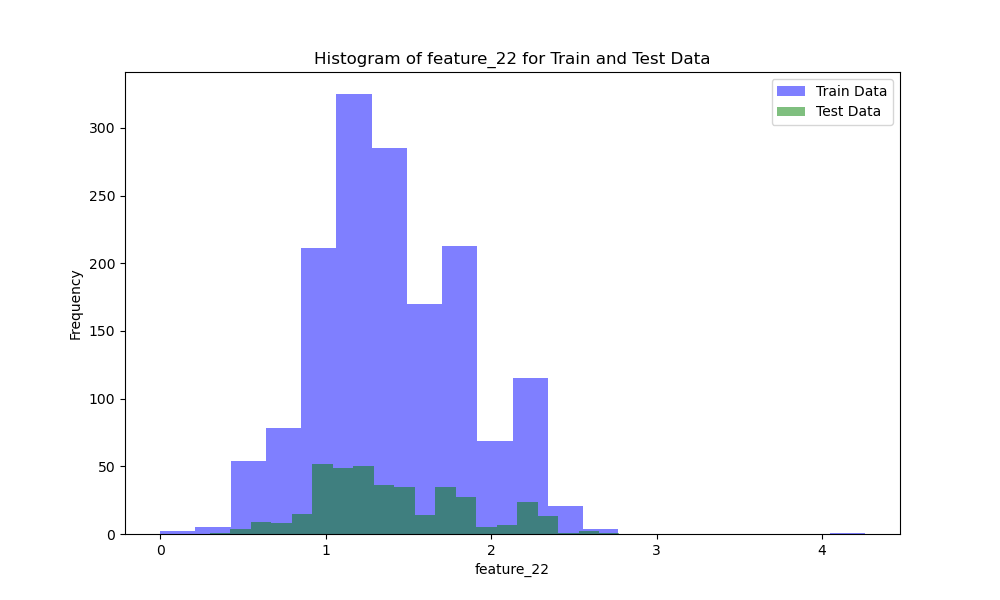 Histogram of feature_22 for Train and Test Data
Train Data
Test Data
300
250
200
150
100
50
0
Frequency
0 1 2 3 4
feature_22